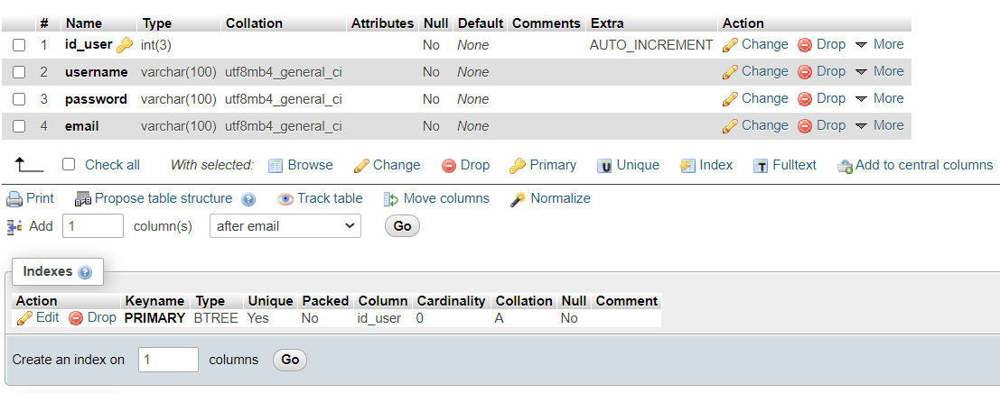 # Name Type Collation Attributes Null Default Comments Extra Action
1 id_user int(3) No None AUTO_INCREMENT Change Drop More
2 username varchar(100) utf8mb4_general_ci No None Change Drop More
3 password varchar(100) utf8mb4_general_ci No None Change Drop More
4 email varchar(100) utf8mb4_general_ci No None Change Drop More
Check all With selected: Browse Change Drop Primary U Unique Index T Fulltext Add to central columns
Print Propose table structure Track table Move columns Normalize
Add 1 column(s) after email Go
Indexes
Action Keyname Type Unique Packed Column Cardinality Collation Null Comment
Edit Drop PRIMARY BTREE Yes No id_user 0 A No
Create an index on 1 columns Go